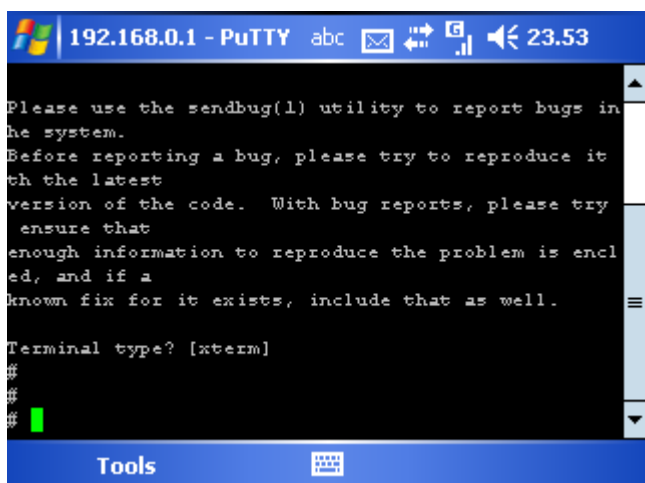 192.168.0.1 - PuTTY abc G 23.53
Please use the sendbug(1) utility to report bugs in
he system.
Before reporting a bug, please try to reproduce it
th the latest
version of the code.  With bug reports, please try
 ensure that
enough information to reproduce the problem is encl
ed, and if a
known fix for it exists, include that as well.
Terminal type? [xterm]
#
#
#
Tools